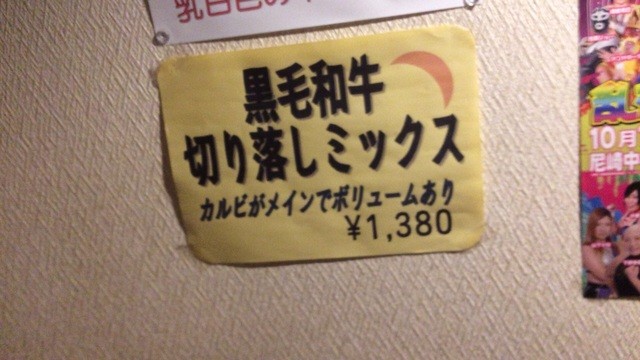 黒毛和牛
切り落しミックス
カルビがメインでボリュームあり
¥1,380
10月
尼崎中